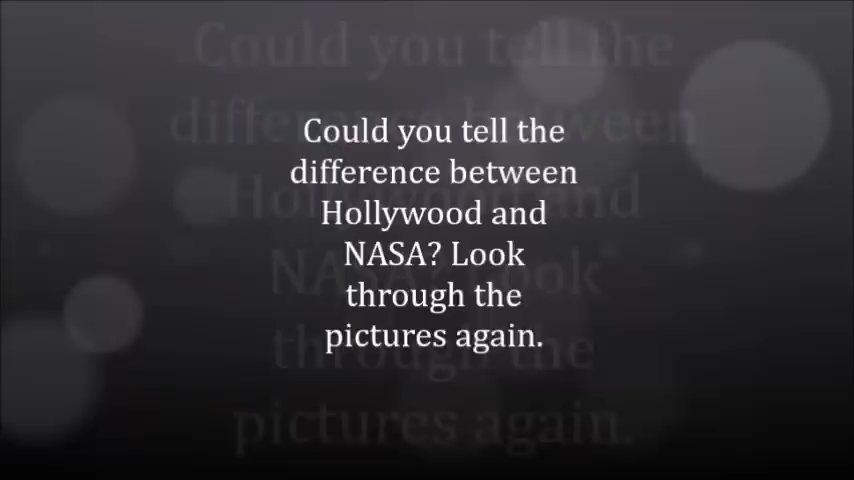 Could you tell the
difference between
Hollywood and
NASA? Look
through the
pictures again.